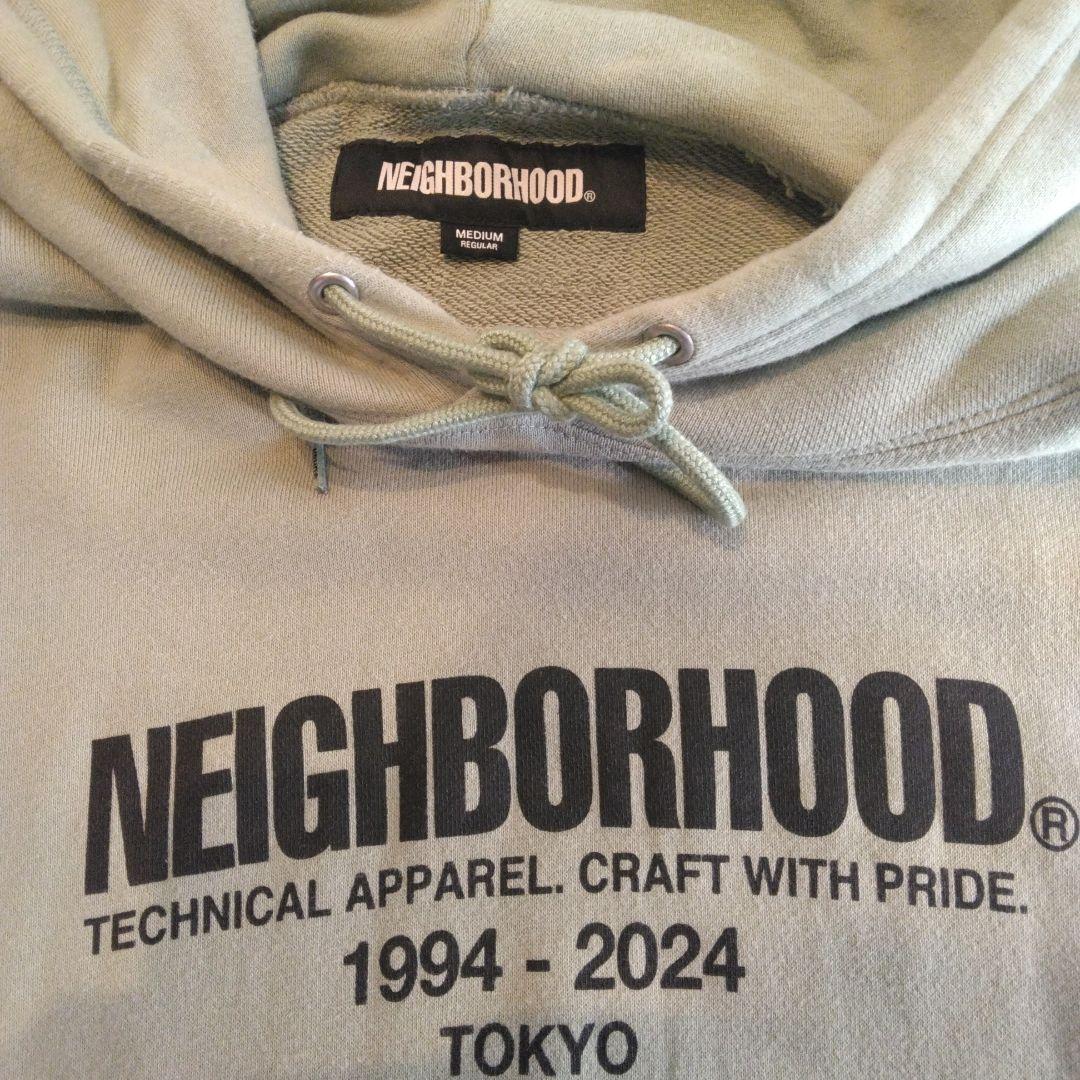 NEIGHBORHOOD®
MEDIUM
REGULAR
NEIGHBORHOOD®
TECHNICAL APPAREL. CRAFT WITH PRIDE.
1994 - 2024
TOKYO